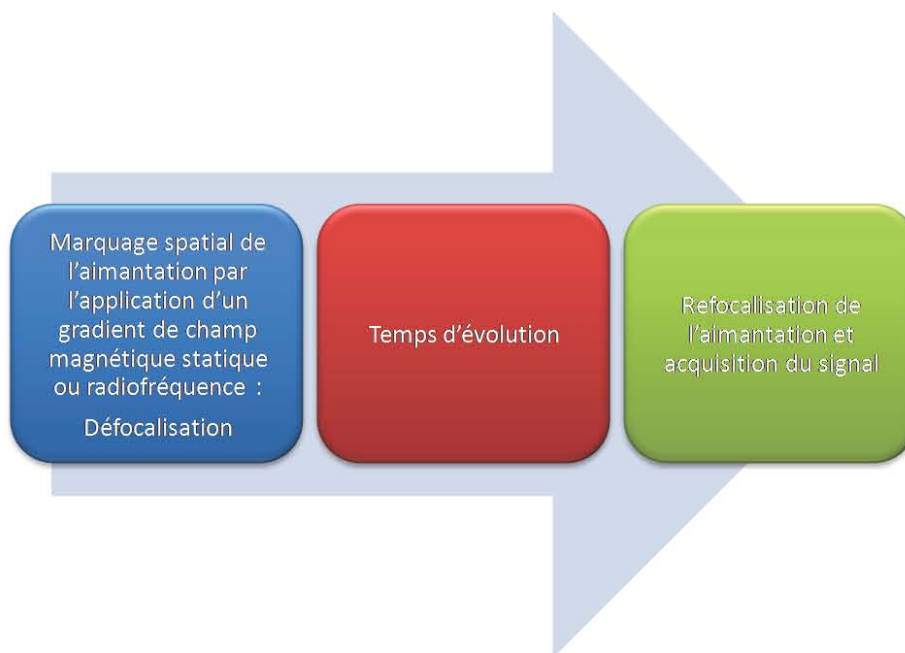 Marquage spatial de
l'aimantation par
l'application d'un
gradient de champ
magnétique statique
ou radiofréquence :
Défocalisation
Temps d'évolution
Refocalisation de
l'aimantation et
acquisition du signal